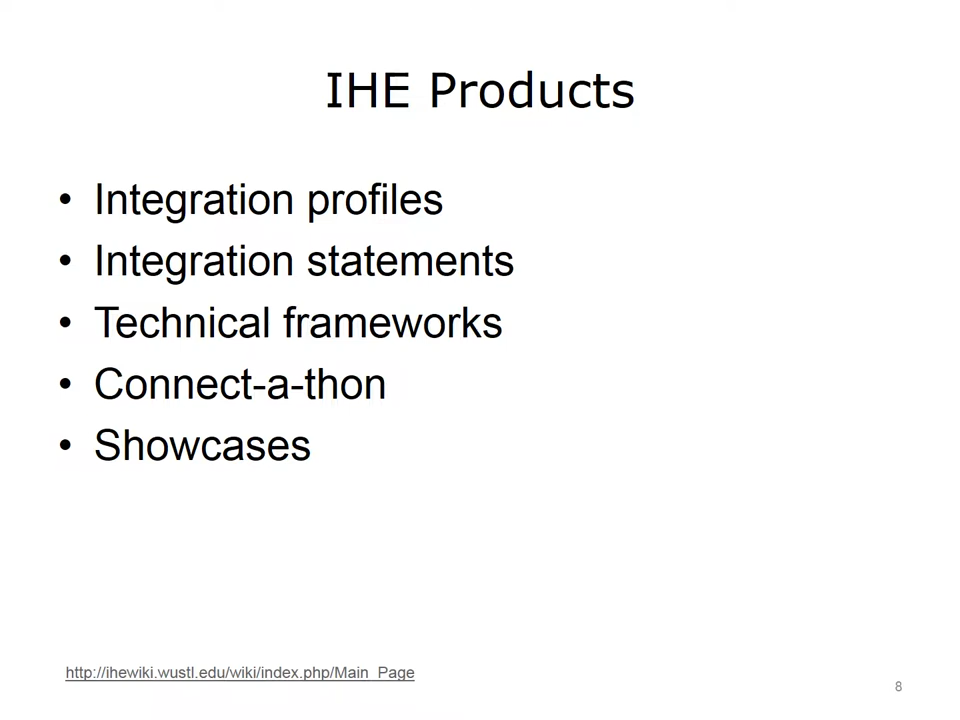 IHE Products
• Integration profiles
• Integration statements
• Technical frameworks
• Connect-a-thon
• Showcases
http://ihewiki.wustl.edu/wiki/index.php/Main_Page
8